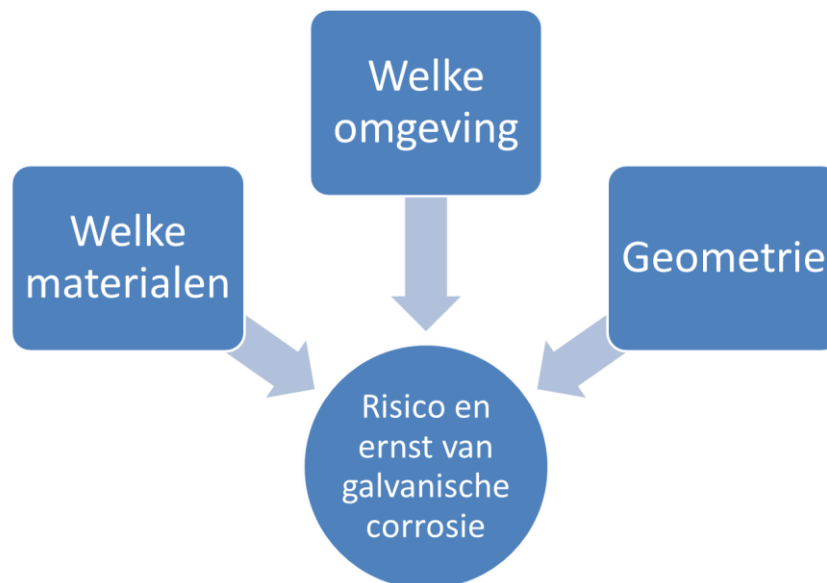 Welke
omgeving
Welke
materialen
Geometrie
Risico en
ernst van
galvanische
corrosie